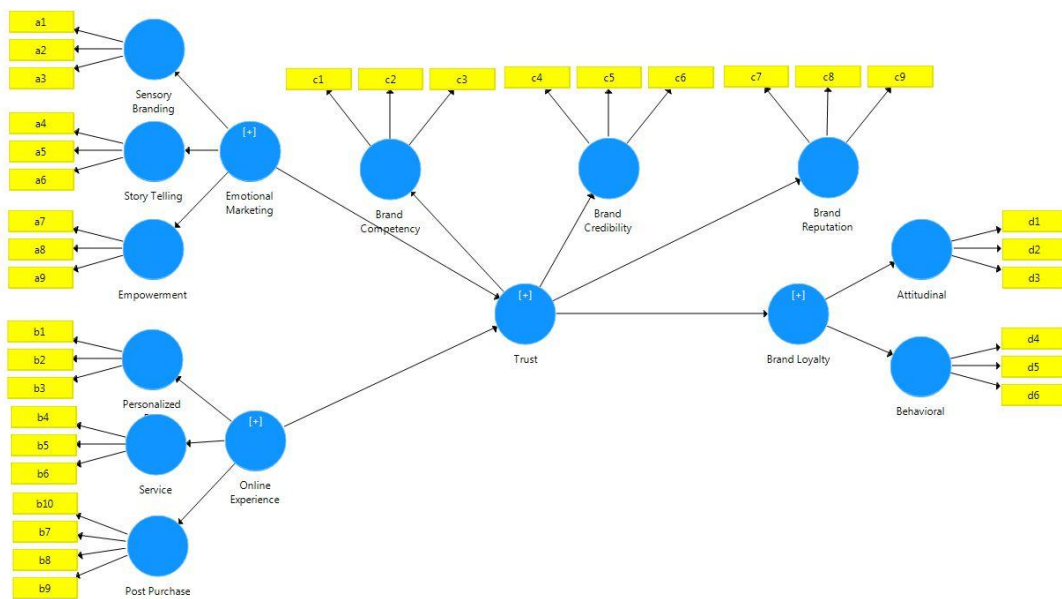 a1
a2
a3
Sensory
Branding
a4
a5
a6
Story Telling
a7
a8
a9
Empowerment
[+]
Emotional
Marketing
c1
c2
c3
Brand
Competency
c4
c5
c6
Brand
Credibility
c7
c8
c9
Brand
Reputation
[+]
Trust
[+]
Brand Loyalty
d1
d2
d3
Attitudinal
d4
d5
d6
Behavioral
b1
b2
b3
Personalized
b4
b5
b6
Service
b10
b7
b8
b9
Post Purchase
[+]
Online
Experience